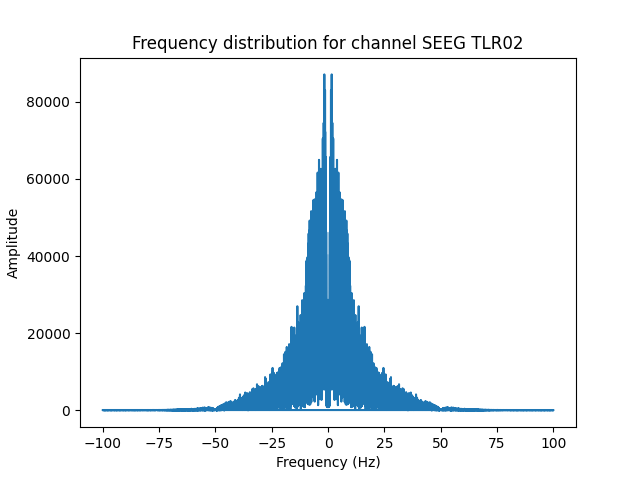 Frequency distribution for channel SEEG TLR02
Amplitude
80000
60000
40000
20000
0
−100 −75 −50 −25 0 25 50 75 100
Frequency (Hz)